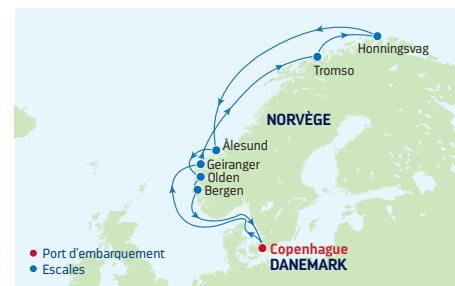 Honningsvag
Tromso
NORVÈGE
Ålesund
Geiranger
Olden
Bergen
Port d'embarquement
Escales
Copenhague
DANEMARK